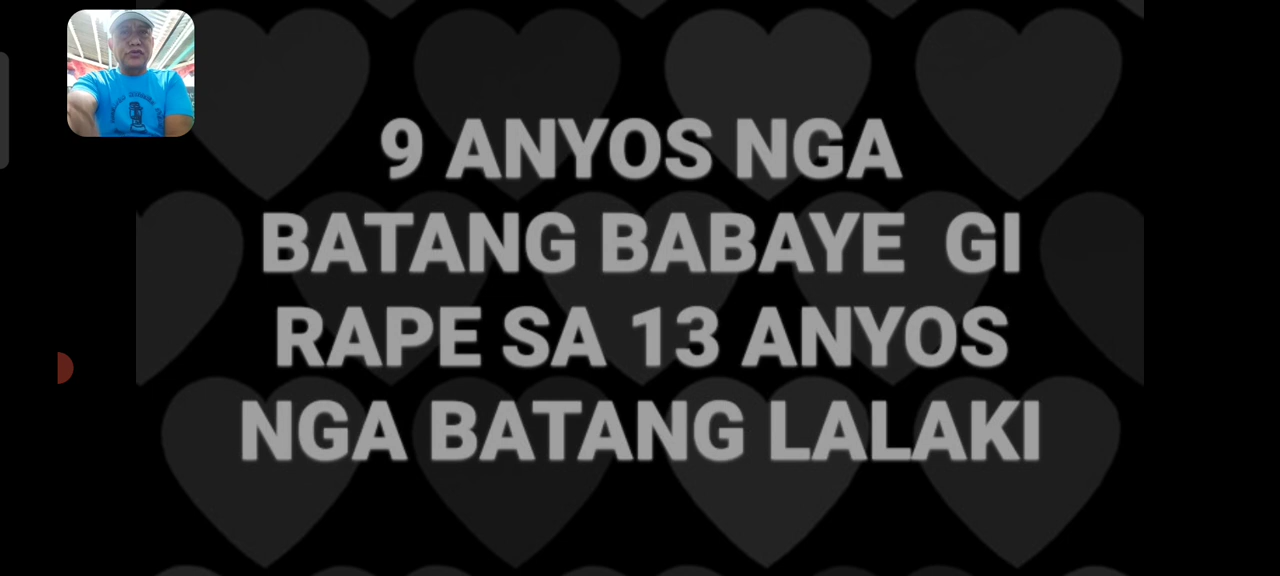 9 ANYOS NGA
BATANG BABAYE GI
RAPE SA 13 ANYOS
NGA BATANG LALAKI